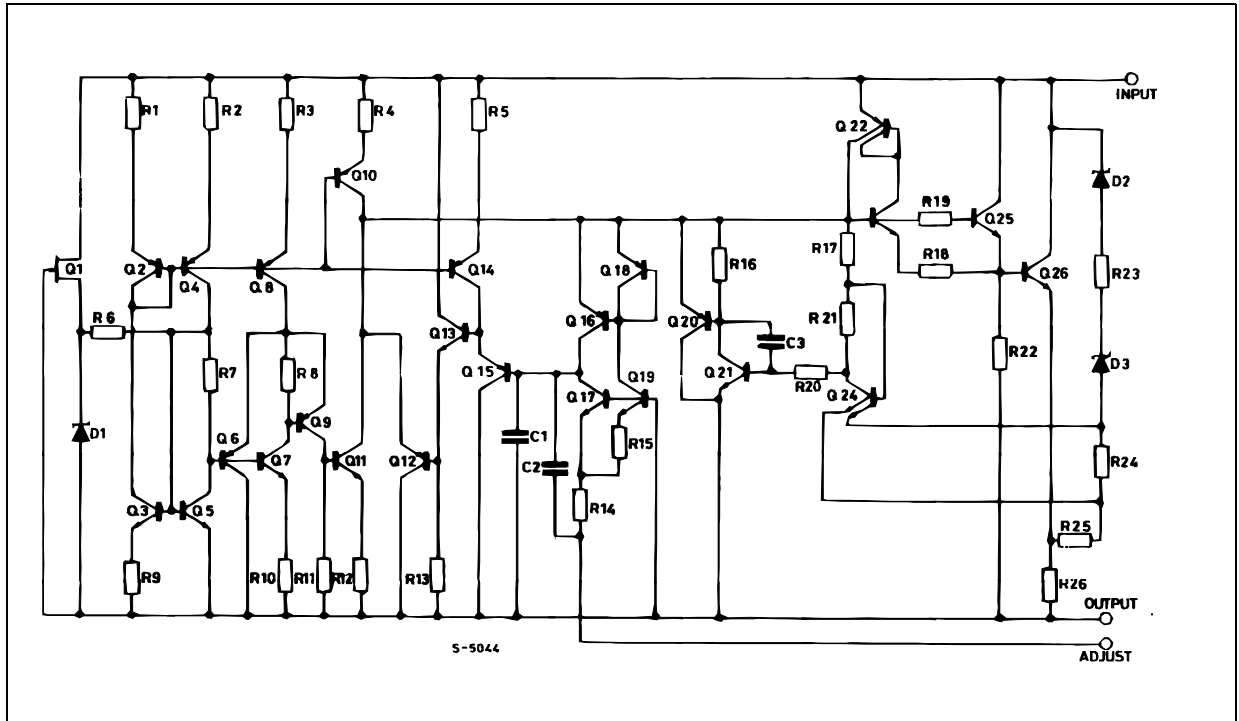 INPUT
R1
R2
R3
R4
R5
Q22
Q10
R19
Q25
D2
R17
R18
Q26
Q1
Q2
Q4
Q8
Q14
Q18
R16
R23
R6
Q13
Q16
Q20
R21
C3
R22
D3
R7
R8
Q15
Q19
Q21
R20
Q24
Q17
Q9
D1
Q6
C1
R15
Q7
Q11
Q12
C2
R24
Q3
Q5
R14
R25
R9
R10
R11
R12
R13
R26
OUTPUT
S-5044
ADJUST